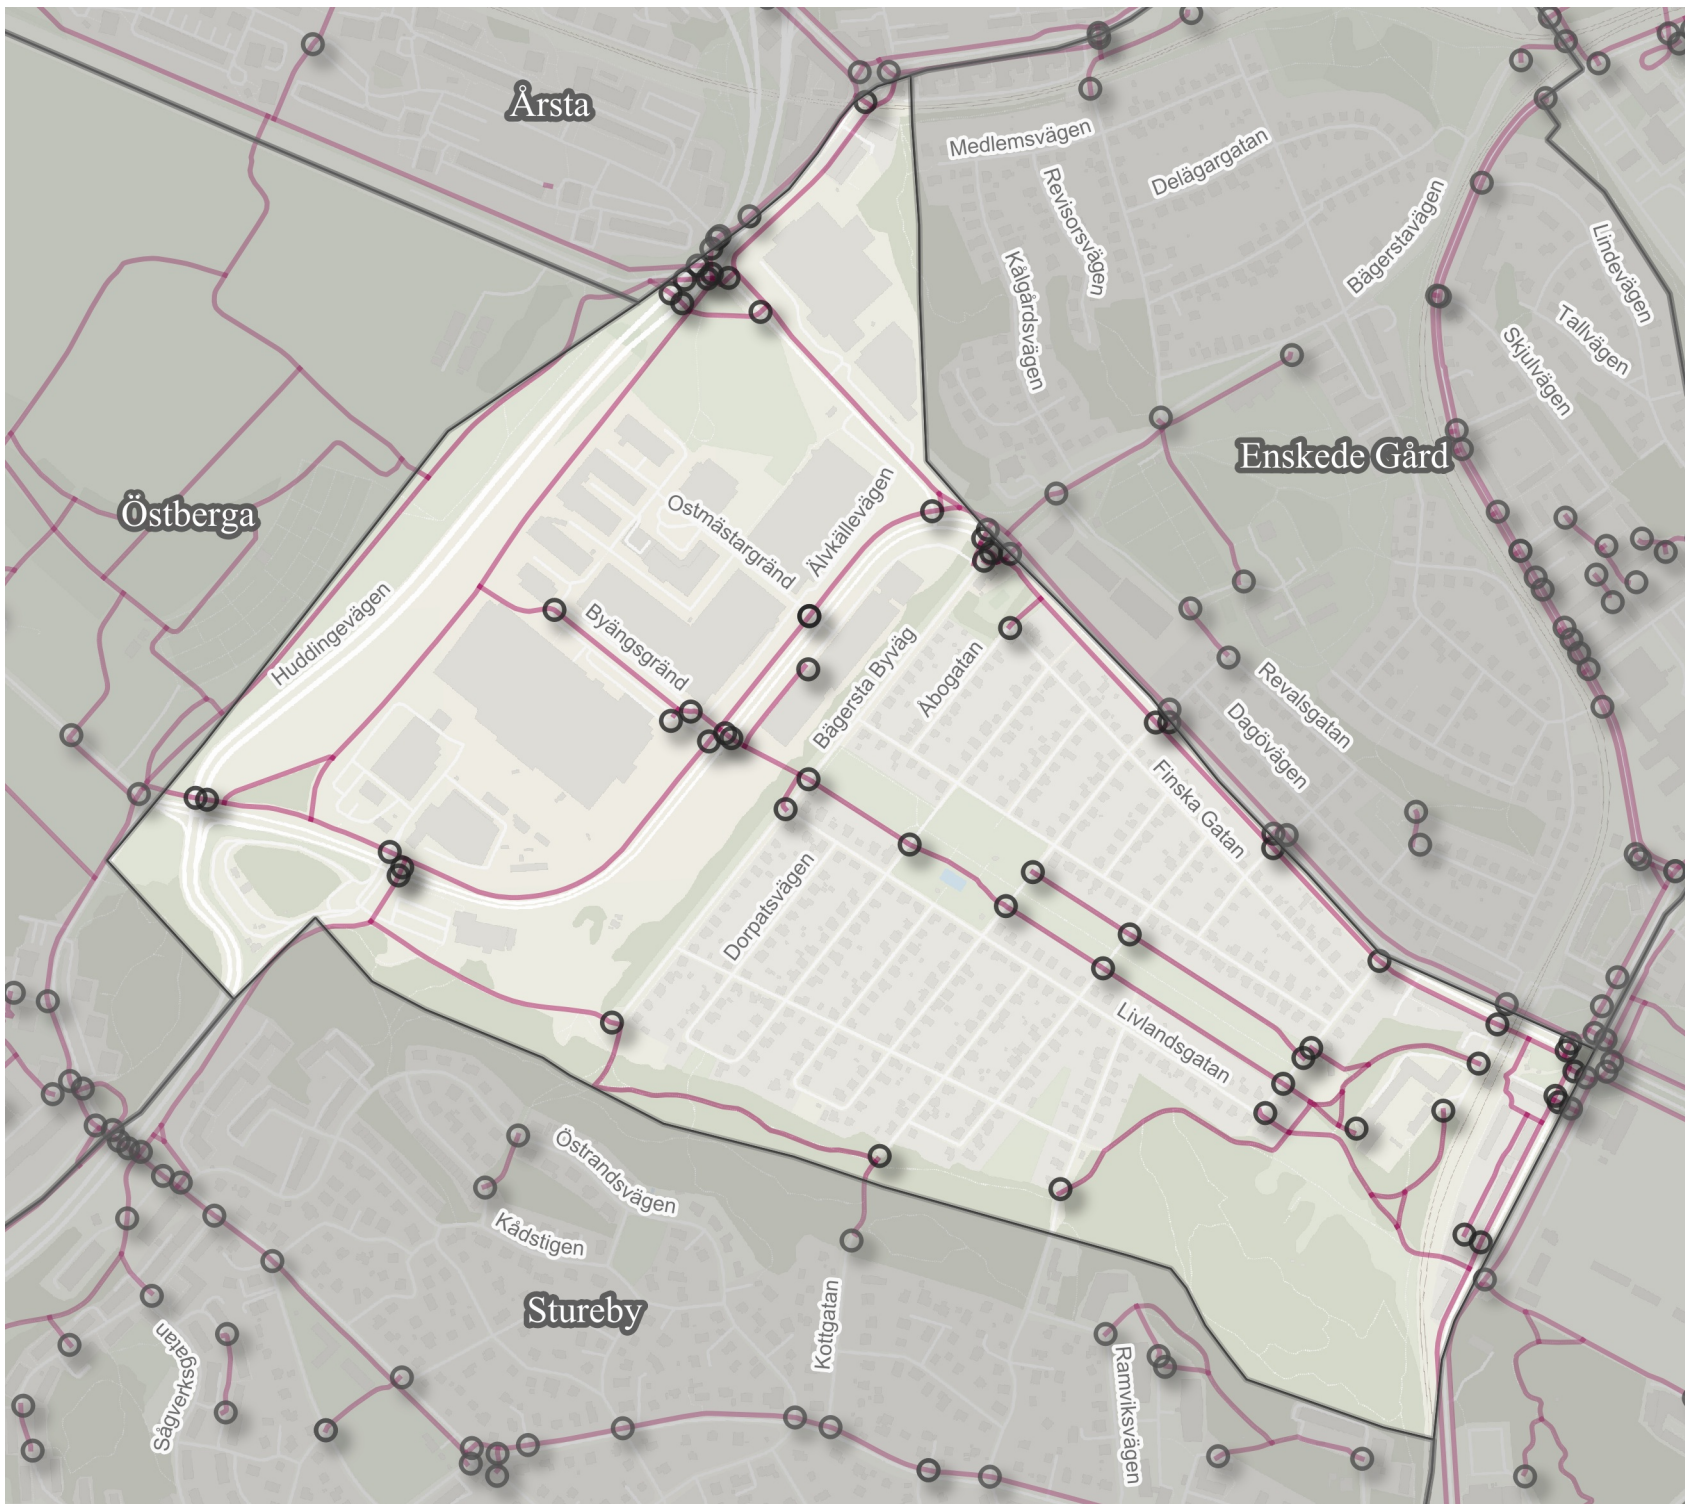 Årsta
Medlemsvägen
Delägargatan
Revisorsvägen
Bägerstavägen
Lindevägen
Kålgårdsvägen
Tallvägen
Skjulvägen
Enskede Gård
Östberga
Ostmästargränd
Älvkällevägen
Huddingevägen
Byängsgränd
Bägersta Byväg
Åbogatan
Revalsgatan
Dagövägen
Finska Gatan
Dorpatsvägen
Livlandsgatan
Östrandsvägen
Kådstigen
Stureby
Kottgatan
Sågverksgatan
Ramviksvägen